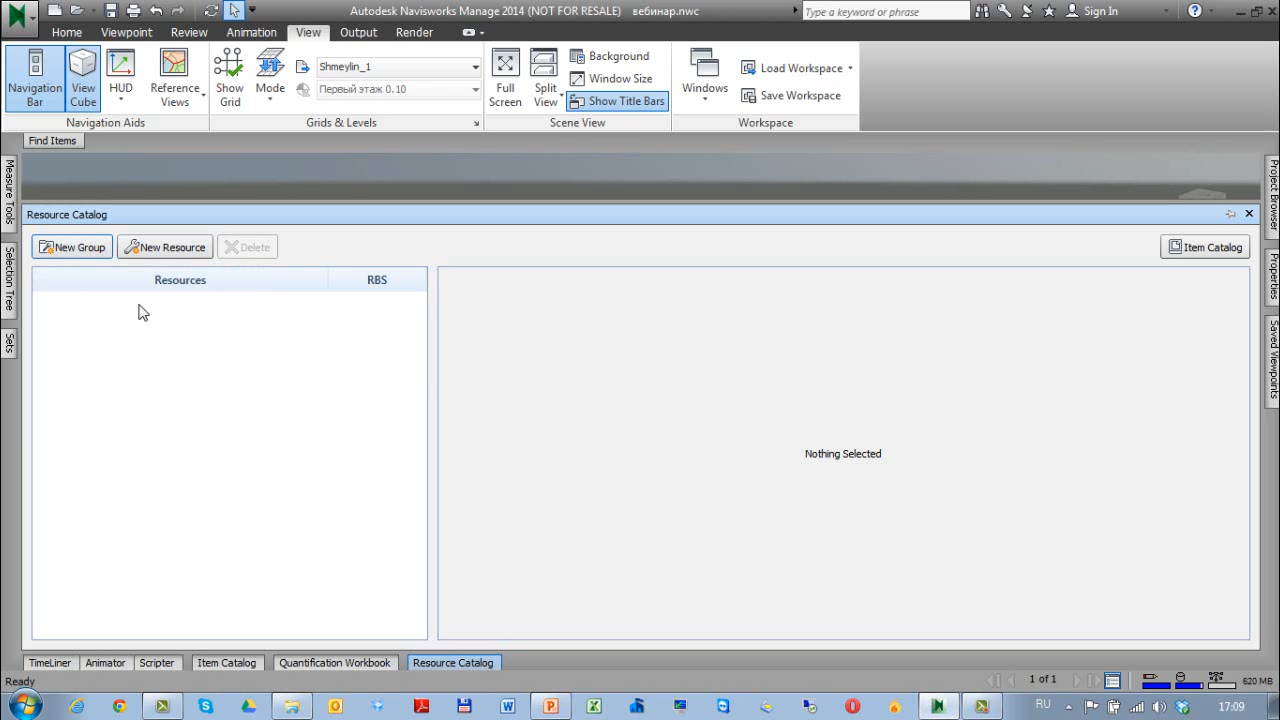 Autodesk Navisworks Manage 2014 (NOT FOR RESALE) вебинар.nwc
Type a keyword or phrase
Sign In
Home Viewpoint Review Animation View Output Render
Navigation Bar
View Cube
HUD
Reference Views
Navigation Aids
Show Grid
Mode
Shmeylin_1
Первый этаж 0.10
Grids & Levels
Full Screen
Split View
Background
Window Size
Show Title Bars
Scene View
Windows
Load Workspace
Save Workspace
Workspace
Find Items
Measure Tools
Selection Tree
Sets
Project Browser
Properties
Saved Viewpoints
Resource Catalog
New Group New Resource Delete
Item Catalog
Resources RBS
Nothing Selected
TimeLiner Animator Scripter Item Catalog Quantification Workbook Resource Catalog
Ready
1 of 1
620 MB
RU
17:09